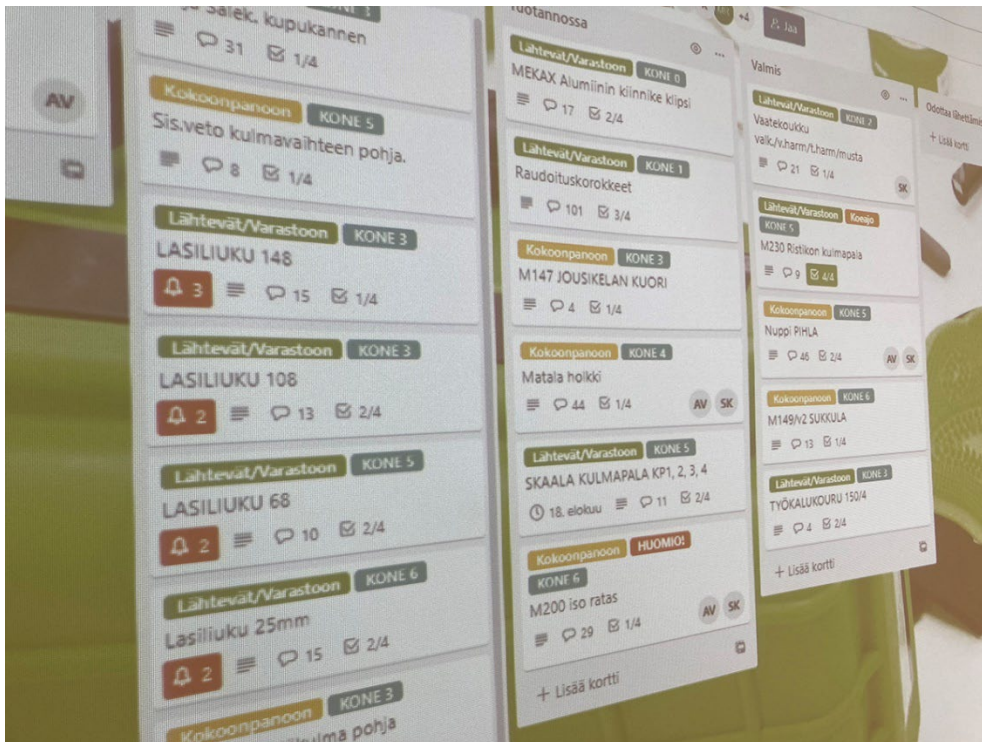 AV
KONE 3
Salek. kupukannen
31 1/4
Kokoonpanoon KONE 5
Sis.veto kulmavaihteen pohja.
8 1/4
Lähtevät/Varastoon KONE 3
LASILIUKU 148
3 15 1/4
Lähtevät/Varastoon KONE 3
LASILIUKU 108
2 13 2/4
Lähtevät/Varastoon KONE 5
LASILIUKU 68
2 10 2/4
Lähtevät/Varastoon KONE 6
Lasiliuku 25mm
2 15 2/4
Kokoonpanoon KONE 3
pohja
Tuotannossa
Lähtevät/Varastoon KONE 0
MEKAX Alumiinin kiinnike klipsi
17 2/4
Lähtevät/Varastoon KONE 1
Raudoituskorokkeet
101 3/4
Kokoonpanoon KONE 3
M147 JOUSIKELAN KUORI
4 1/4
Kokoonpanoon KONE 4
Matala holkki
44 1/4 AV SK
Lähtevät/Varastoon KONE 5
SKAALA KULMAPALA KP1, 2, 3, 4
18. elokuu 11 2/4
Kokoonpanoon HUOMIO!
KONE 6
M200 iso ratas
29 1/4 AV SK
+ Lisää kortti
+4 Jaa
Valmis
Lähtevät/Varastoon KONE 2
Vaatekoukku
valk./v.harm/t.harm/musta
21 1/4 SK
Lähtevät/Varastoon Koeajo
KONE 5
M230 Ristikon kulmapala
9 4/4
Kokoonpanoon KONE 5
Nuppi PIHLA
46 2/4 AV SK
Kokoonpanoon KONE 6
M149/v2 SUKKULA
13 1/4
Lähtevät/Varastoon KONE 3
TYÖKALUKOURU 150/4
4 2/4
+ Lisää kortti
Odottaa lähettämis
+ Lisää kortti